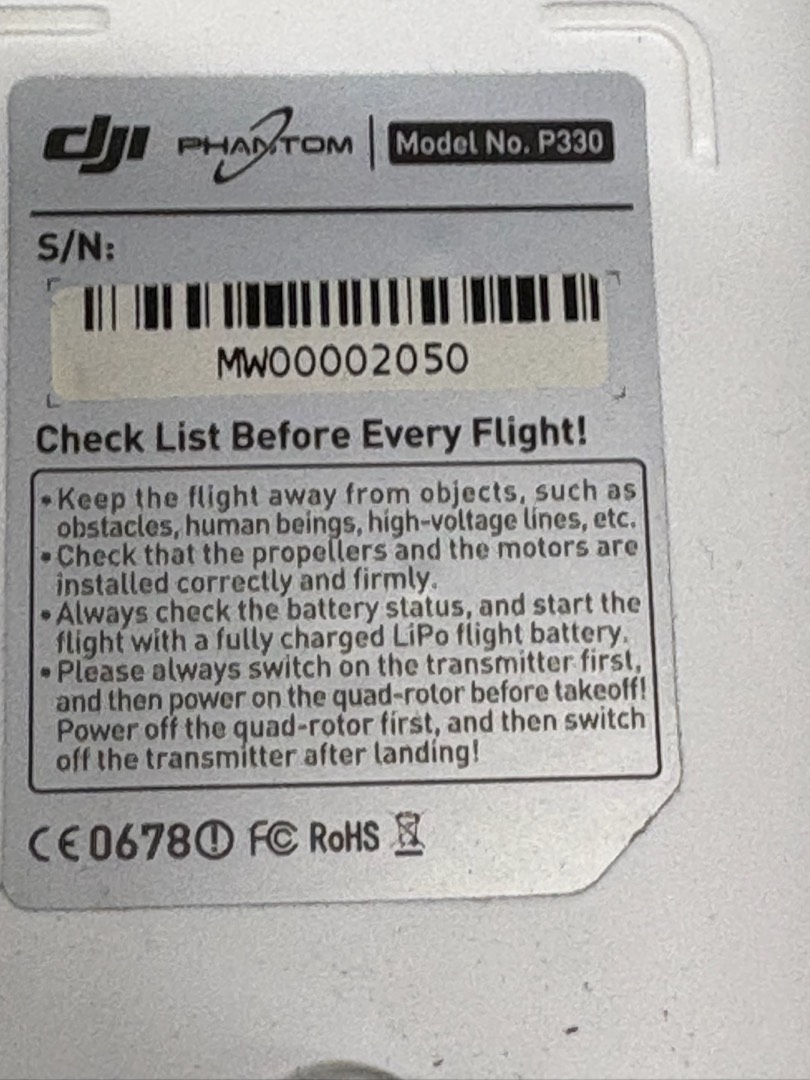 dji PHANTOM | Model No. P330
S/N:
MW00002050
Check List Before Every Flight!
• Keep the flight away from objects, such as
obstacles, human beings, high-voltage lines, etc.
• Check that the propellers and the motors are
installed correctly and firmly.
• Always check the battery status, and start the
flight with a fully charged LiPo flight battery.
• Please always switch on the transmitter first,
and then power on the quad-rotor before takeoff!
Power off the quad-rotor first, and then switch
off the transmitter after landing!
CE0678 FC RoHS